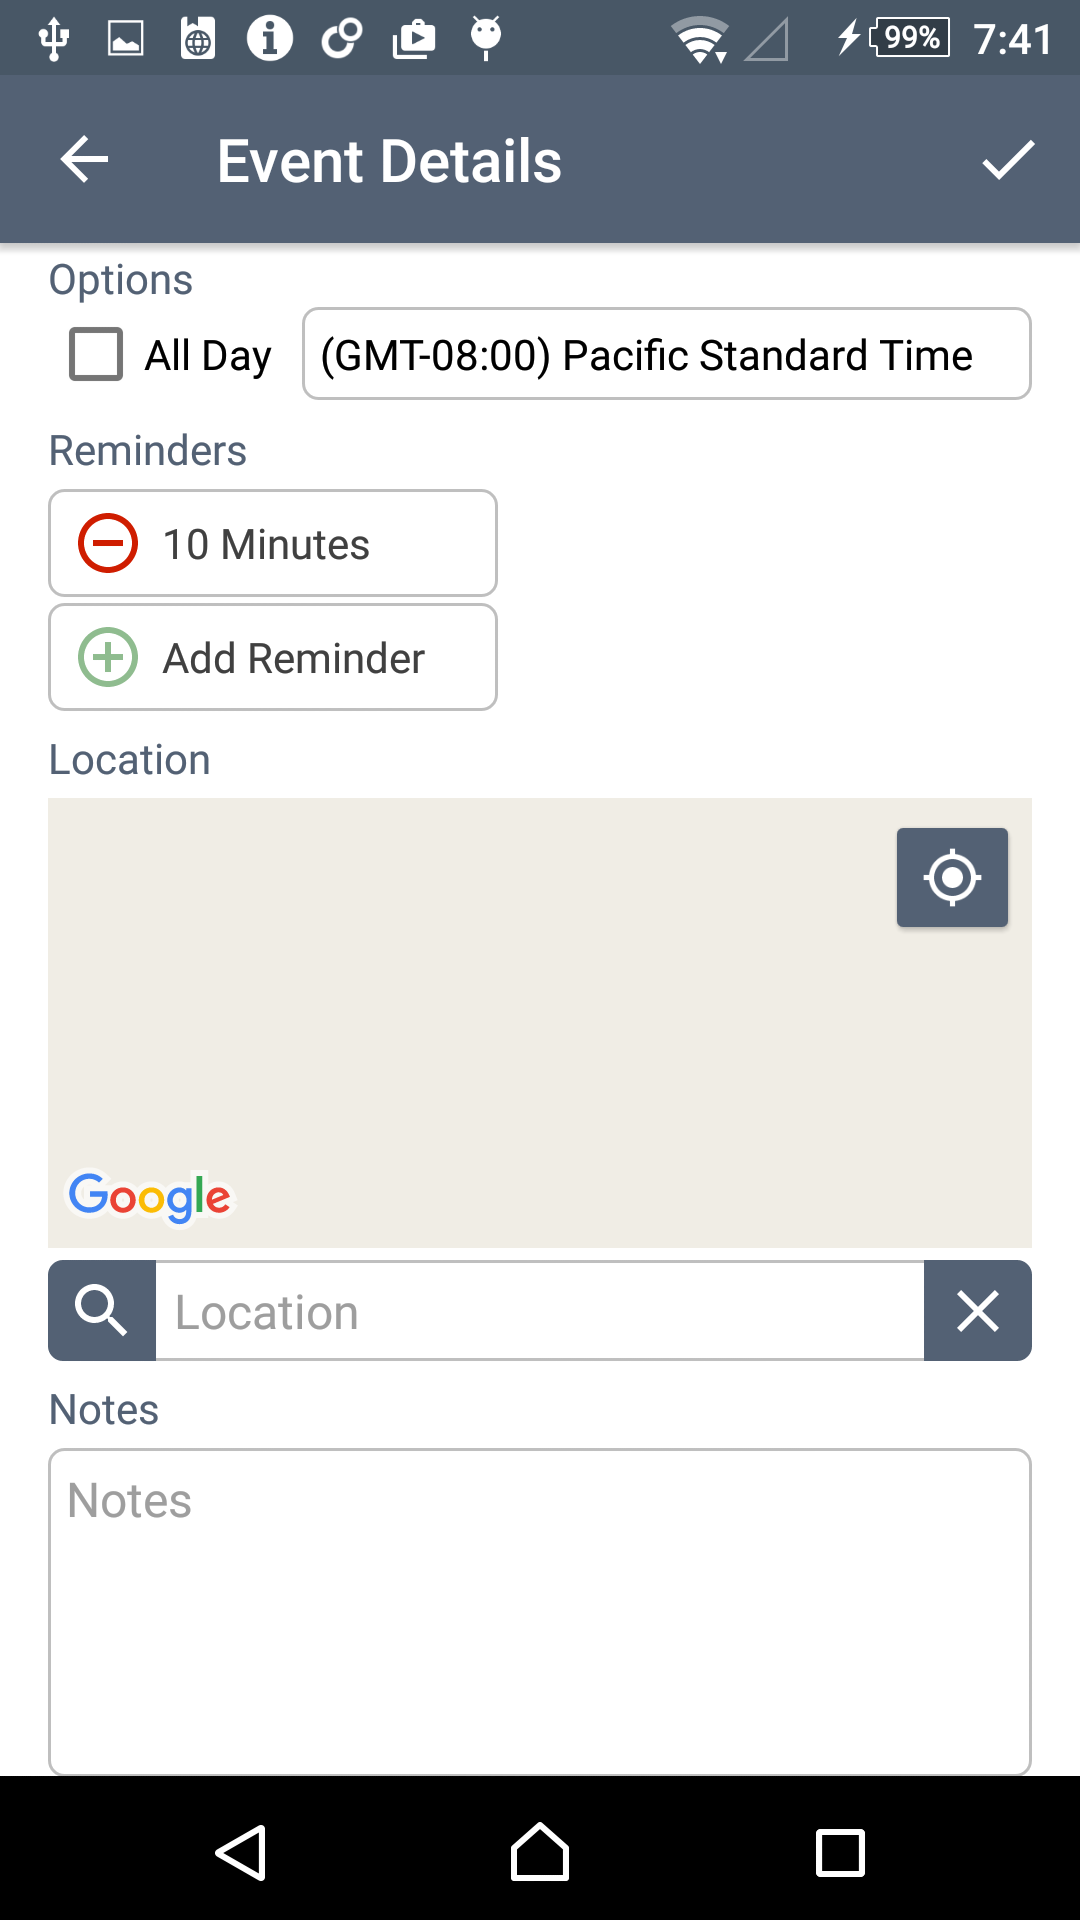 99% 7:41
Event Details
Options
All Day (GMT-08:00) Pacific Standard Time
Reminders
10 Minutes
Add Reminder
Location
Google
Location
Notes
Notes